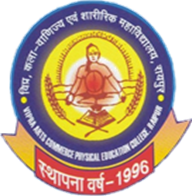 विप्र, कला-वाणिज्य एवं शारीरिक महाविद्यालय, रायपुर
VIPRA ARTS COMMERCE PHYSICAL EDUCATION COLLEGE, RAIPUR
स्थापना वर्ष-1996